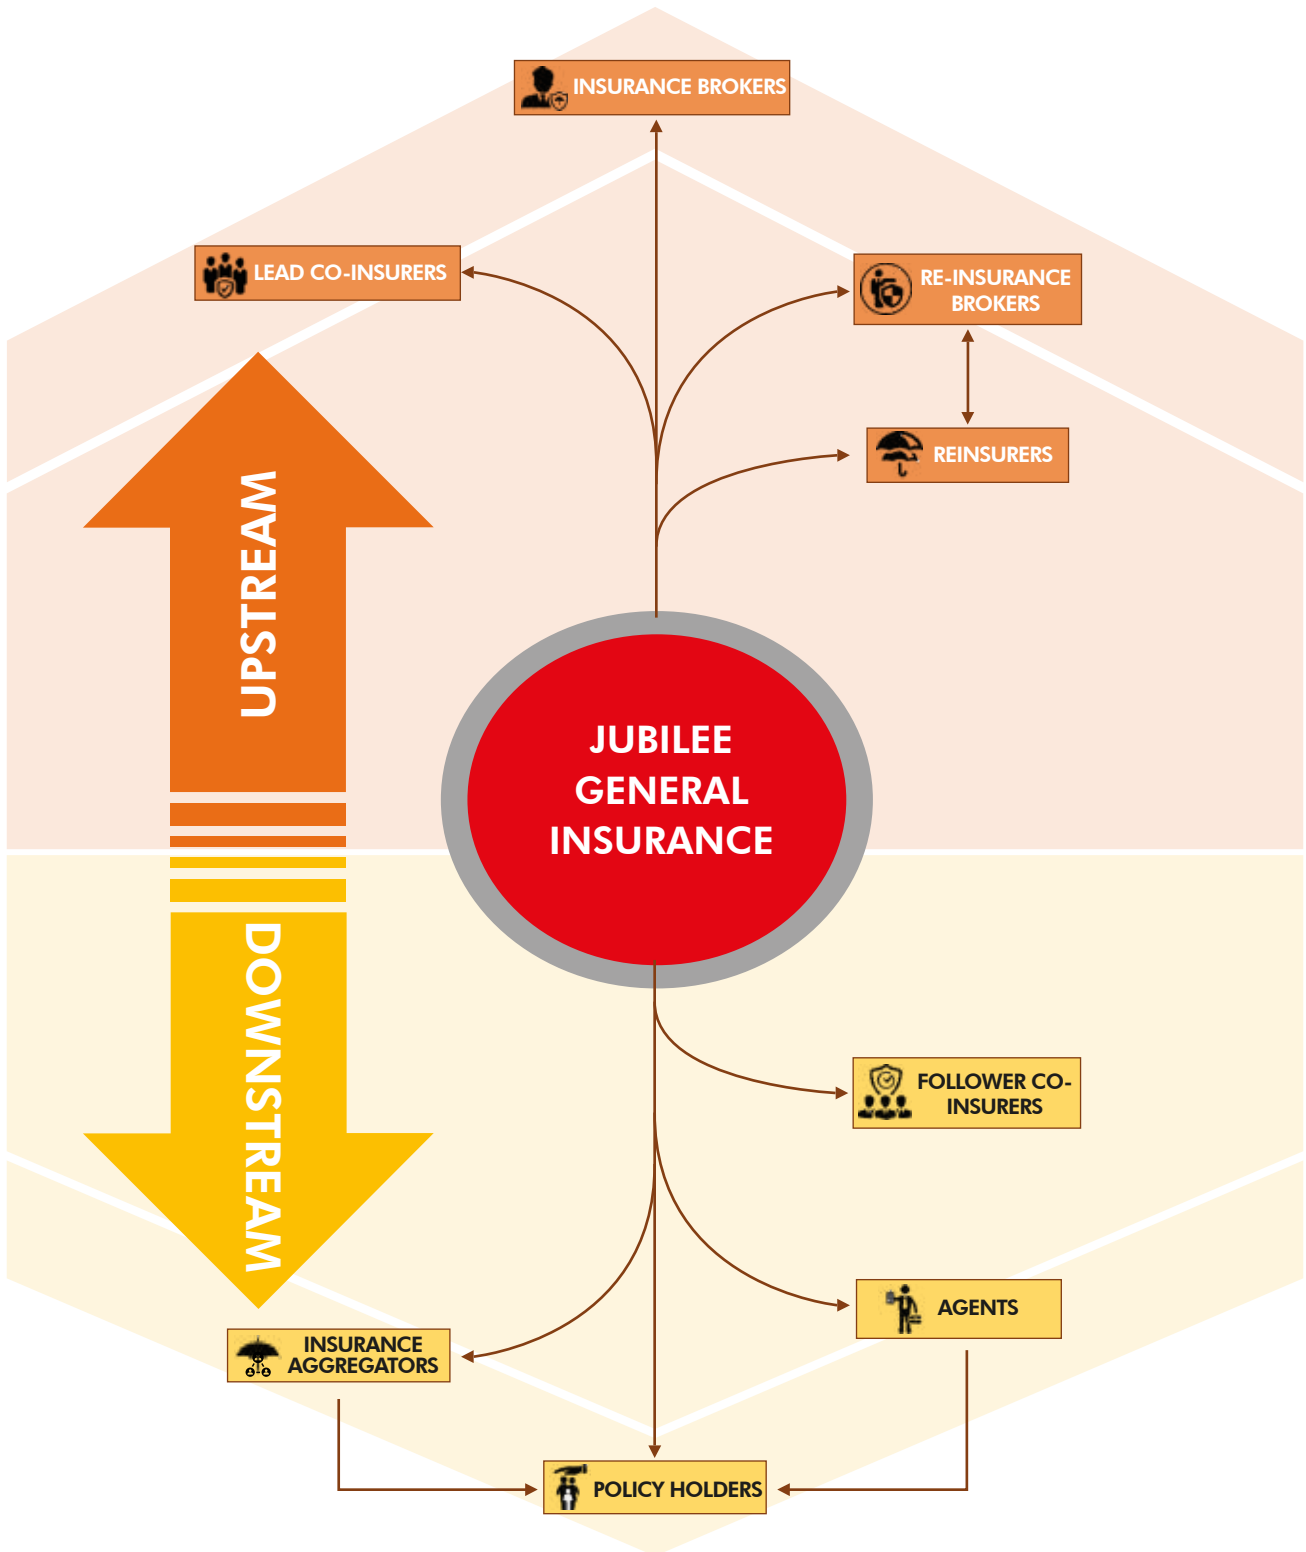 INSURANCE BROKERS
LEAD CO-INSURERS
RE-INSURANCE
BROKERS
REINSURERS
UPSTREAM
JUBILEE
GENERAL
INSURANCE
DOWNSTREAM
FOLLOWER CO-
INSURERS
AGENTS
INSURANCE
AGGREGATORS
POLICY HOLDERS